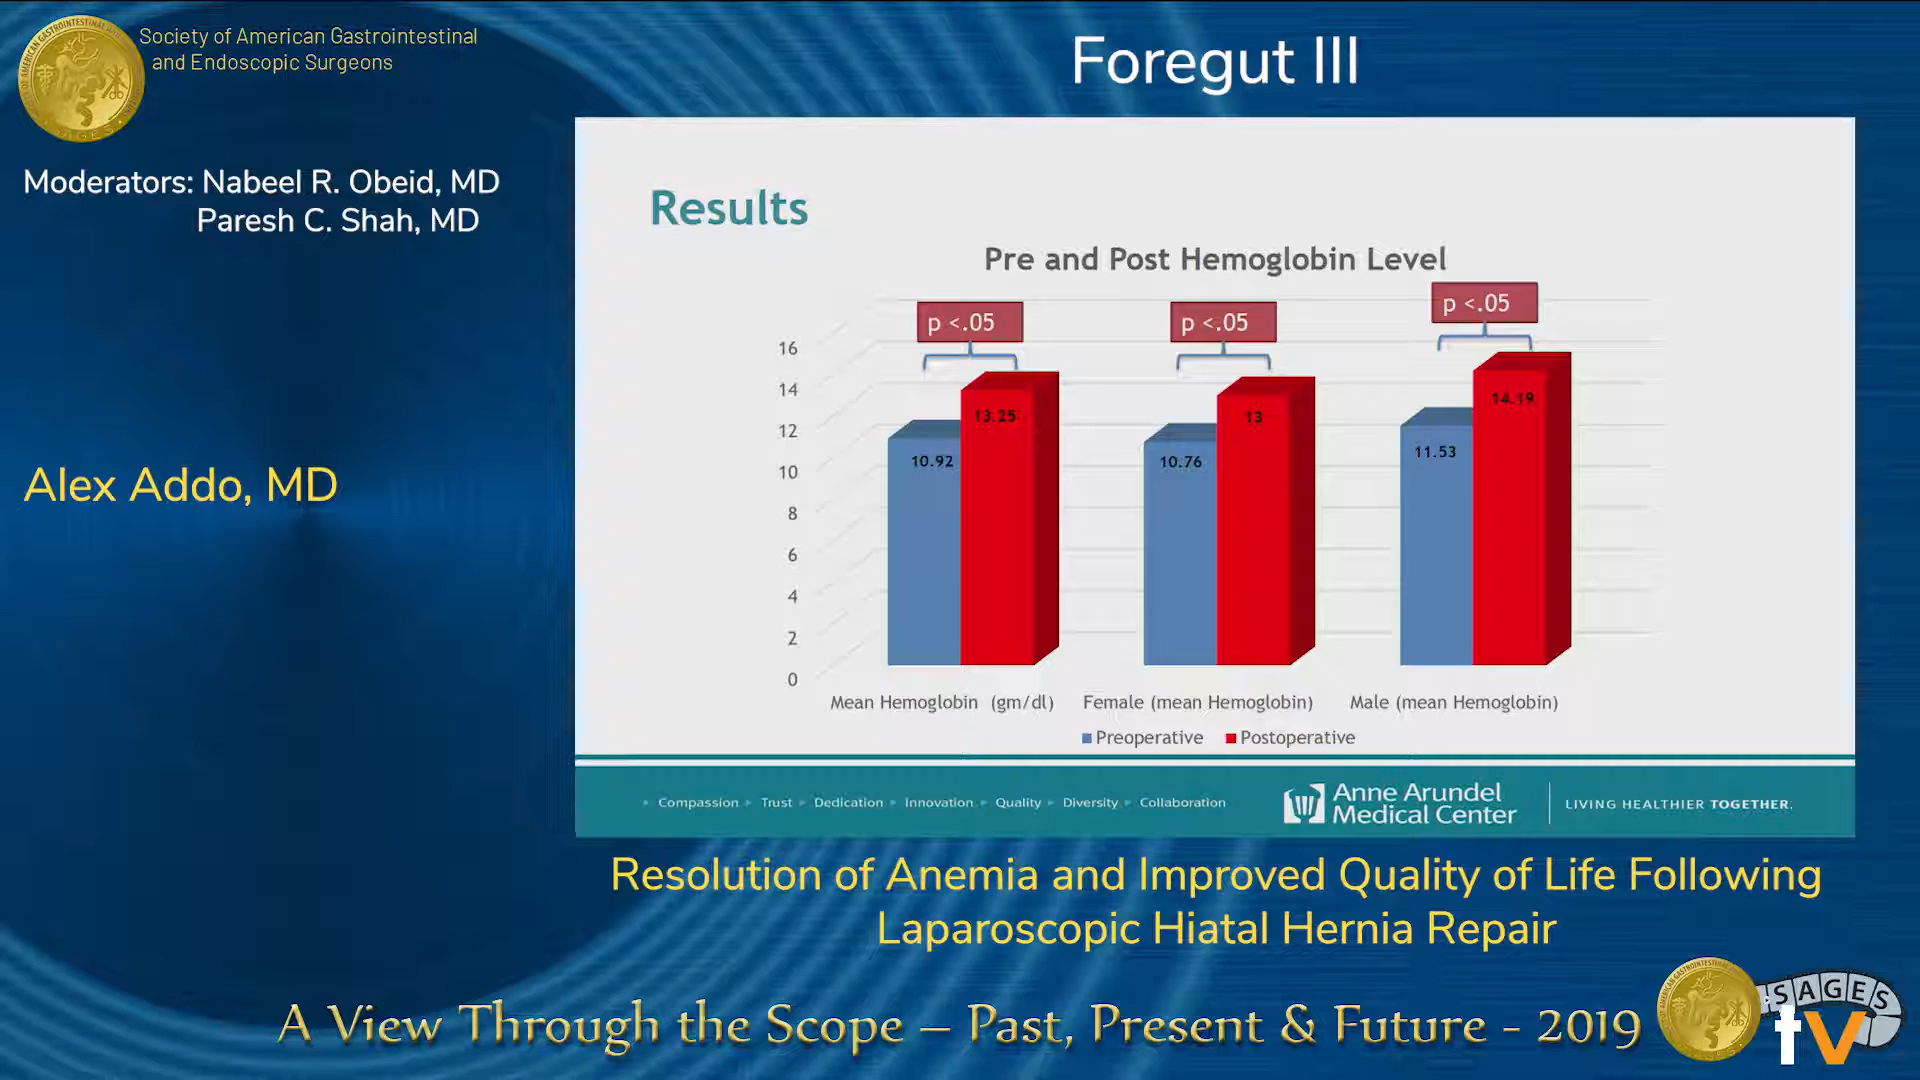 Society of American Gastrointestinal
and Endoscopic Surgeons
Foregut III
Moderators: Nabeel R. Obeid, MD
Paresh C. Shah, MD
Alex Addo, MD
Results
Pre and Post Hemoglobin Level
p <.05
p <.05
p <.05
16
14
12
10
8
6
4
2
0
10.92
13.25
10.76
13
11.53
14.19
Mean Hemoglobin (gm/dl)
Female (mean Hemoglobin)
Male (mean Hemoglobin)
Preoperative
Postoperative
Compassion Trust Dedication Innovation Quality Diversity Collaboration
Anne Arundel
Medical Center
LIVING HEALTHIER TOGETHER.
Resolution of Anemia and Improved Quality of Life Following
Laparoscopic Hiatal Hernia Repair
A View Through the Scope – Past, Present & Future - 2019
SAGES
tv